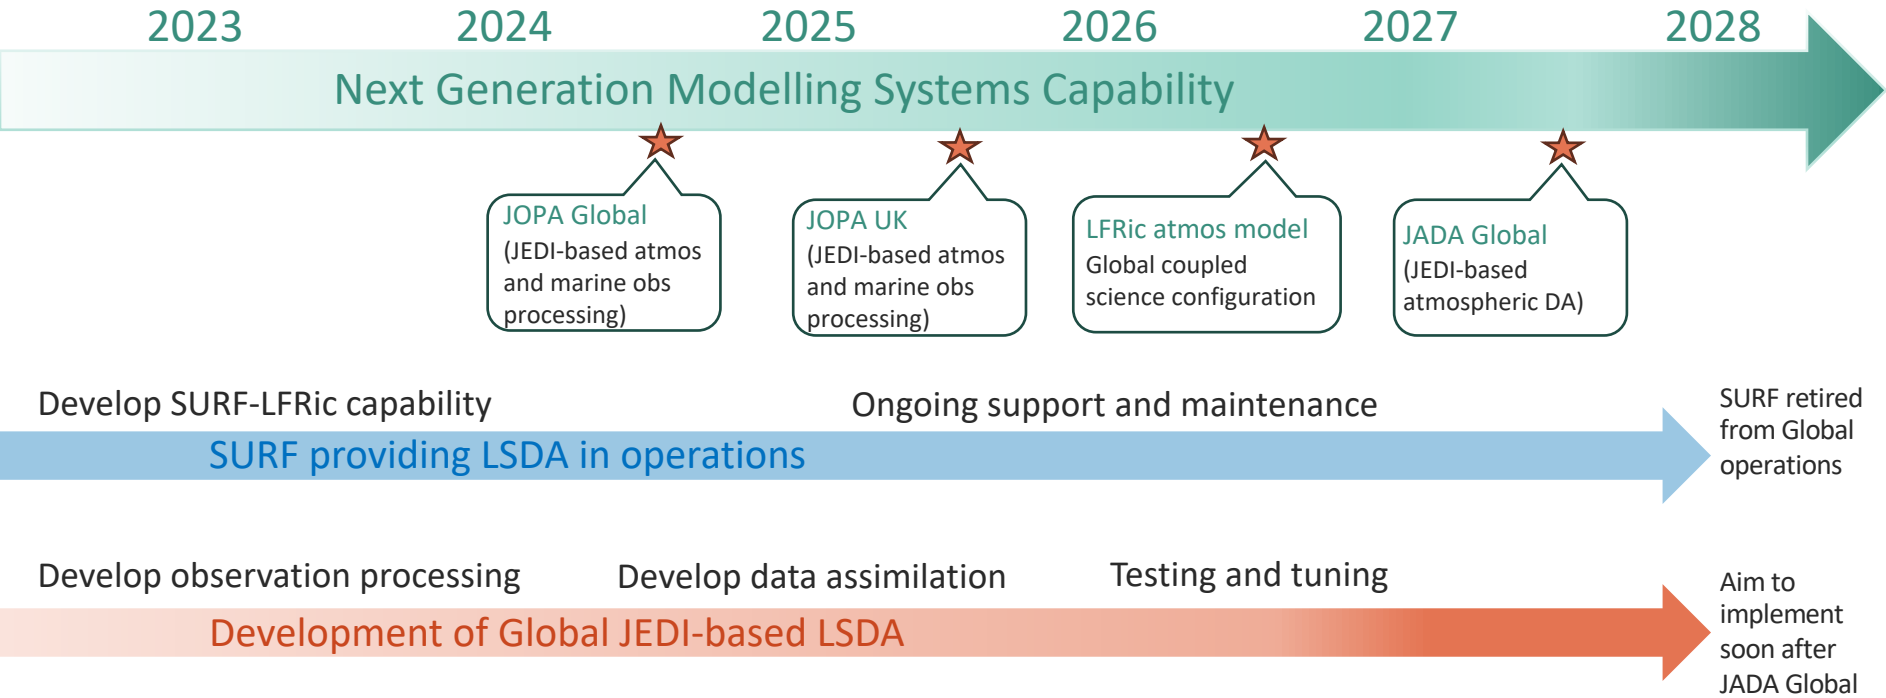 2023 2024 2025 2026 2027 2028
Next Generation Modelling Systems Capability
JOPA Global
(JEDI-based atmos
and marine obs
processing)
JOPA UK
(JEDI-based atmos
and marine obs
processing)
LFRic atmos model
Global coupled
science configuration
JADA Global
(JEDI-based
atmospheric DA)
Develop SURF-LFRic capability
Ongoing support and maintenance
SURF providing LSDA in operations
SURF retired
from Global
operations
Develop observation processing
Develop data assimilation
Testing and tuning
Development of Global JEDI-based LSDA
Aim to
implement
soon after
JADA Global